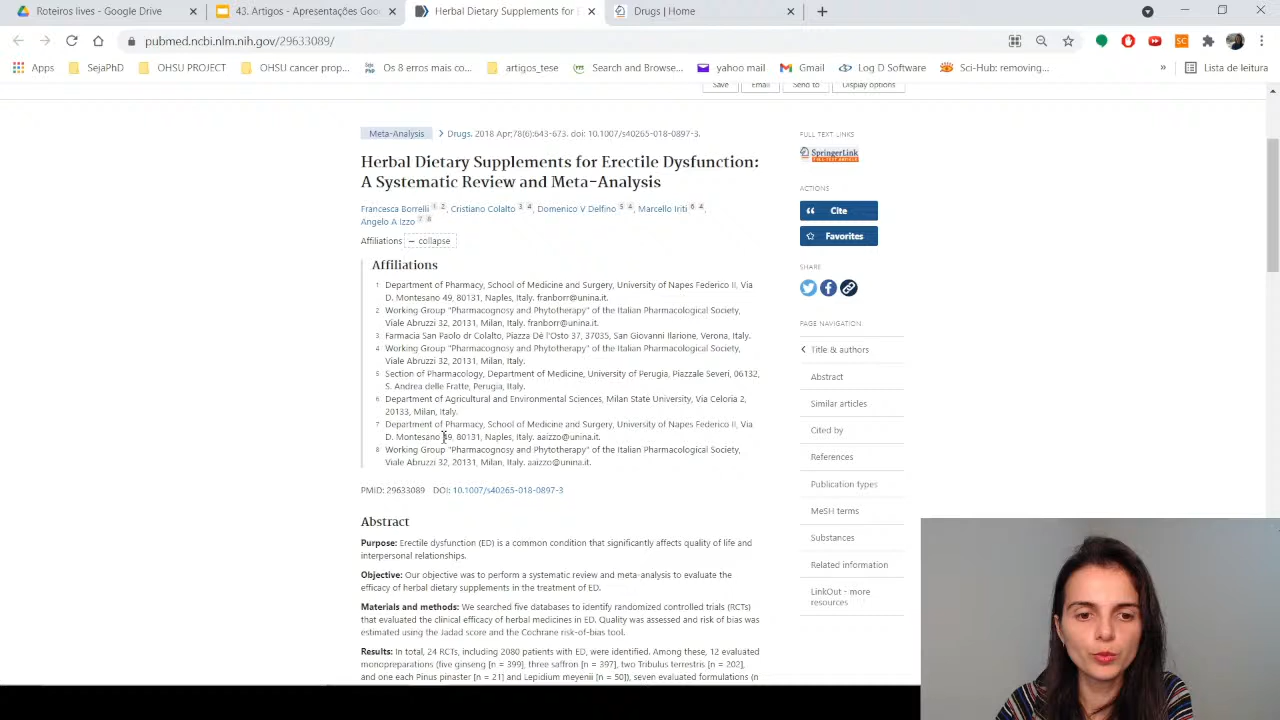 Roteiros lives - Google Drive
43. Artigos - Apresentações Goo
Herbal Dietary Supplements for
Drugs | Home
pubmed.ncbi.nlm.nih.gov/29633089/
SC
Apps
SejaPhD
OHSU PROJECT
OHSU cancer prop...
Os 8 erros mais co...
artigos_tese
Search and Browse...
yahoo mail
Gmail
Log D Software
Sci-Hub: removing...
»
Lista de leitura
Save
Email
Send to
Display options
Meta-Analysis
Drugs. 2018 Apr;78(6):643-673. doi: 10.1007/s40265-018-0897-3.
Herbal Dietary Supplements for Erectile Dysfunction:
A Systematic Review and Meta-Analysis
Francesca Borrelli 1 2, Cristiano Colalto 3 4, Domenico V Delfino 5 4, Marcello Iriti 6 4,
Angelo A Izzo 7 8
Affiliations — collapse
Affiliations
1 Department of Pharmacy, School of Medicine and Surgery, University of Naples Federico II, Via
D. Montesano 49, 80131, Naples, Italy. franborr@unina.it.
2 Working Group "Pharmacognosy and Phytotherapy" of the Italian Pharmacological Society,
Viale Abruzzi 32, 20131, Milan, Italy. franborr@unina.it.
3 Farmacia San Paolo dr Colalto, Piazza Dè l'Osto 37, 37035, San Giovanni Ilarione, Verona, Italy.
4 Working Group "Pharmacognosy and Phytotherapy" of the Italian Pharmacological Society,
Viale Abruzzi 32, 20131, Milan, Italy.
5 Section of Pharmacology, Department of Medicine, University of Perugia, Piazzale Severi, 06132,
S. Andrea delle Fratte, Perugia, Italy.
6 Department of Agricultural and Environmental Sciences, Milan State University, Via Celoria 2,
20133, Milan, Italy.
7 Department of Pharmacy, School of Medicine and Surgery, University of Naples Federico II, Via
D. Montesano 49, 80131, Naples, Italy. aaizzo@unina.it.
8 Working Group "Pharmacognosy and Phytotherapy" of the Italian Pharmacological Society,
Viale Abruzzi 32, 20131, Milan, Italy. aaizzo@unina.it.
PMID: 29633089 DOI: 10.1007/s40265-018-0897-3
Abstract
Purpose: Erectile dysfunction (ED) is a common condition that significantly affects quality of life and
interpersonal relationships.
Objective: Our objective was to perform a systematic review and meta-analysis to evaluate the
efficacy of herbal dietary supplements in the treatment of ED.
Materials and methods: We searched five databases to identify randomized controlled trials (RCTs)
that evaluated the clinical efficacy of herbal medicines in ED. Quality was assessed and risk of bias was
estimated using the Jadad score and the Cochrane risk-of-bias tool.
Results: In total, 24 RCTs, including 2080 patients with ED, were identified. Among these, 12 evaluated
monopreparations (five ginseng [n = 399], three saffron [n = 397], two Tribulus terrestris [n = 202],
and one each Pinus pinaster [n = 21] and Lepidium meyenii [n = 50]), seven evaluated formulations (n
FULL TEXT LINKS
SpringerLink
FULL-TEXT ARTICLE
ACTIONS
Cite
Favorites
SHARE
PAGE NAVIGATION
Title & authors
Abstract
Similar articles
Cited by
References
Publication types
MeSH terms
Substances
Related information
LinkOut - more
resources